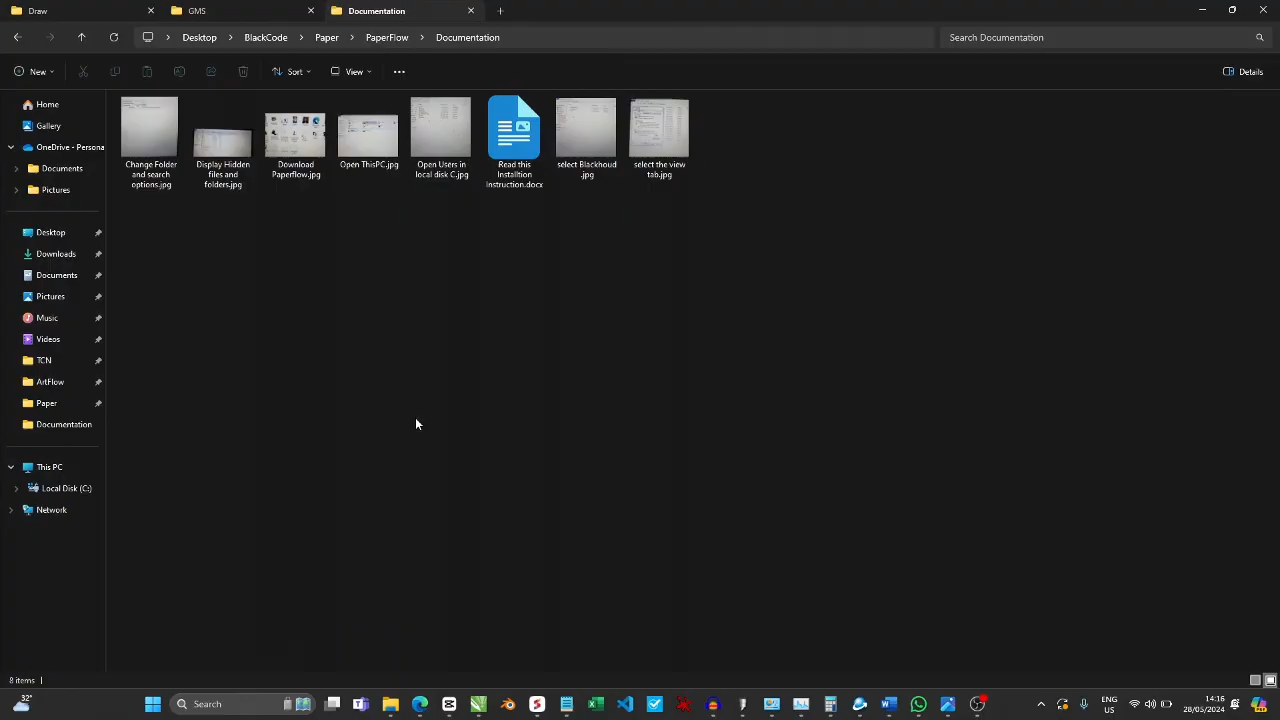 Draw
GMS
Documentation
Desktop
BlackCode
Paper
PaperFlow
Documentation
Search Documentation
New
Sort
View
Details
Home
Gallery
OneDrive - Persona
Documents
Pictures
Desktop
Downloads
Documents
Pictures
Music
Videos
TCN
ArtFlow
Paper
Documentation
This PC
Local Disk (C:)
Network
Change Folder
and search
options.jpg
Display Hidden
files and
folders.jpg
Download
Paperflow.jpg
Open ThisPC.jpg
Open Users in
local disk C.jpg
Read this
Installtion
Instruction.docx
select Blackhoud
.jpg
select the view
tab.jpg
8 items
32°
Search
ENG
US
14:16
28/05/2024